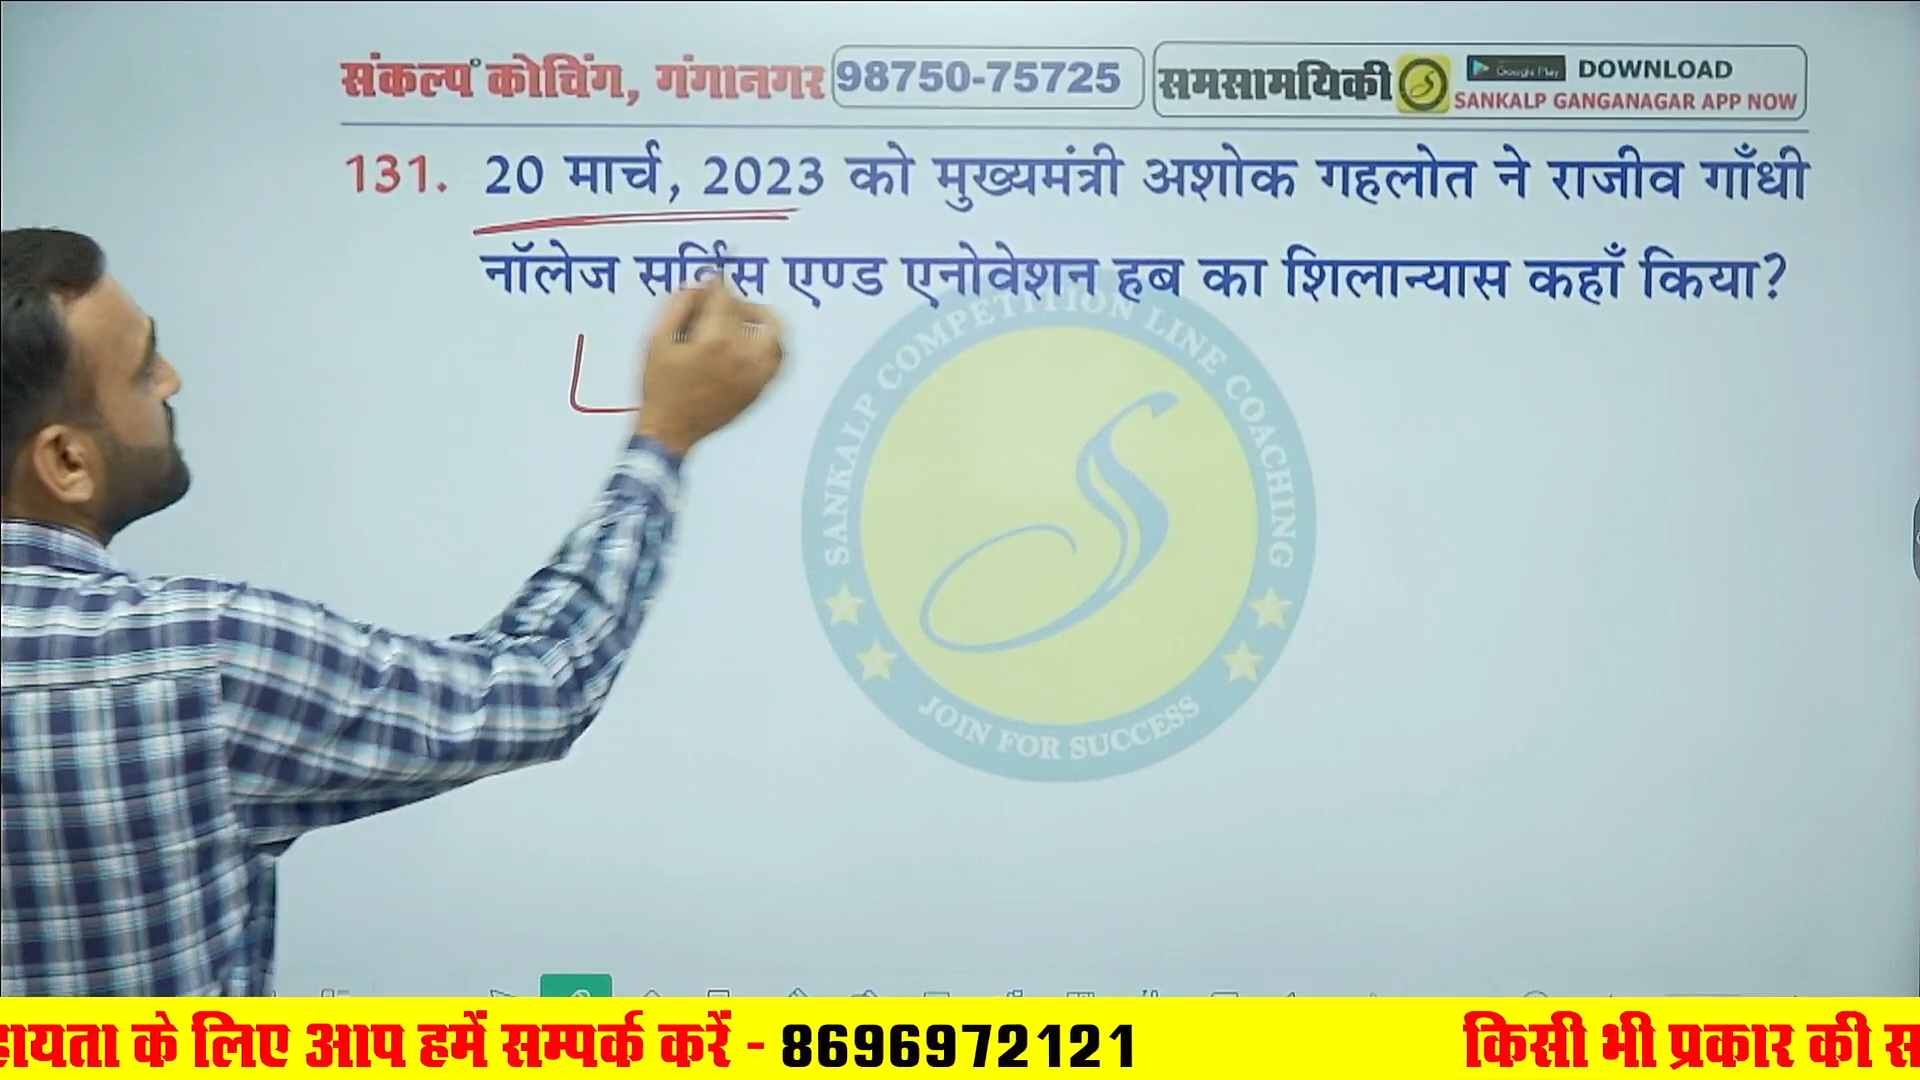 संकल्प कोचिंग, गंगानगर 98750-75725 समसामयिकी Google Play DOWNLOAD
SANKALP GANGANAGAR APP NOW
131. 20 मार्च, 2023 को मुख्यमंत्री अशोक गहलोत ने राजीव गाँधी
नॉलेज सर्विस एण्ड एनोवेशन हब का शिलान्यास कहाँ किया?
SANKALP COMPETITION LINE COACHING
JOIN FOR SUCCESS
हायता के लिए आप हमें सम्पर्क करें - 8696972121 किसी भी प्रकार की स